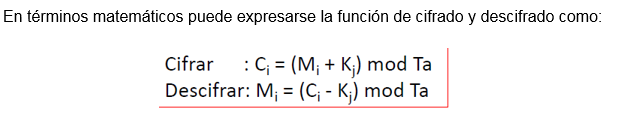 En términos matemáticos puede expresarse la función de cifrado y descifrado como:
Cifrar : Cᵢ = (Mᵢ + Kⱼ) mod Ta
Descifrar: Mᵢ = (Cᵢ - Kⱼ) mod Ta